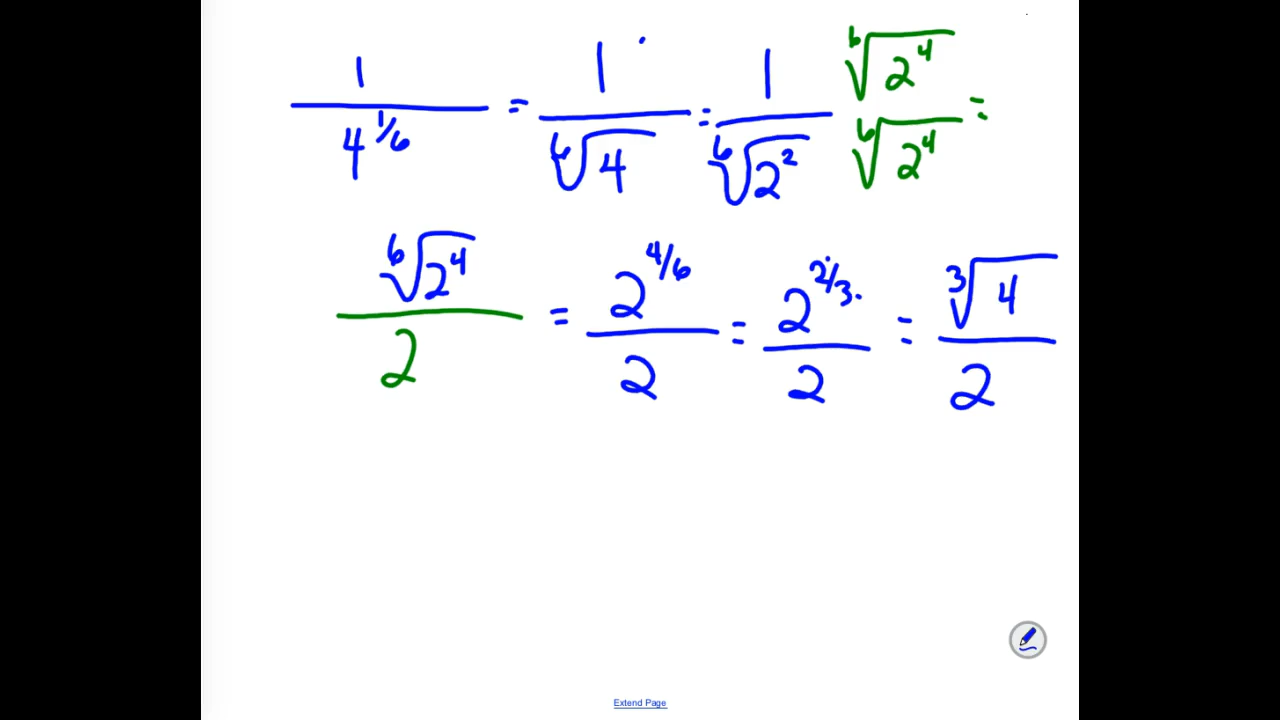 1/4^(1/6) = 1/⁶√4 = 1/⁶√2² ⁶√2⁴/⁶√2⁴ =
⁶√2⁴/2 = 2^(4/6)/2 = 2^(2/3)/2 = ³√4/2
Extend Page